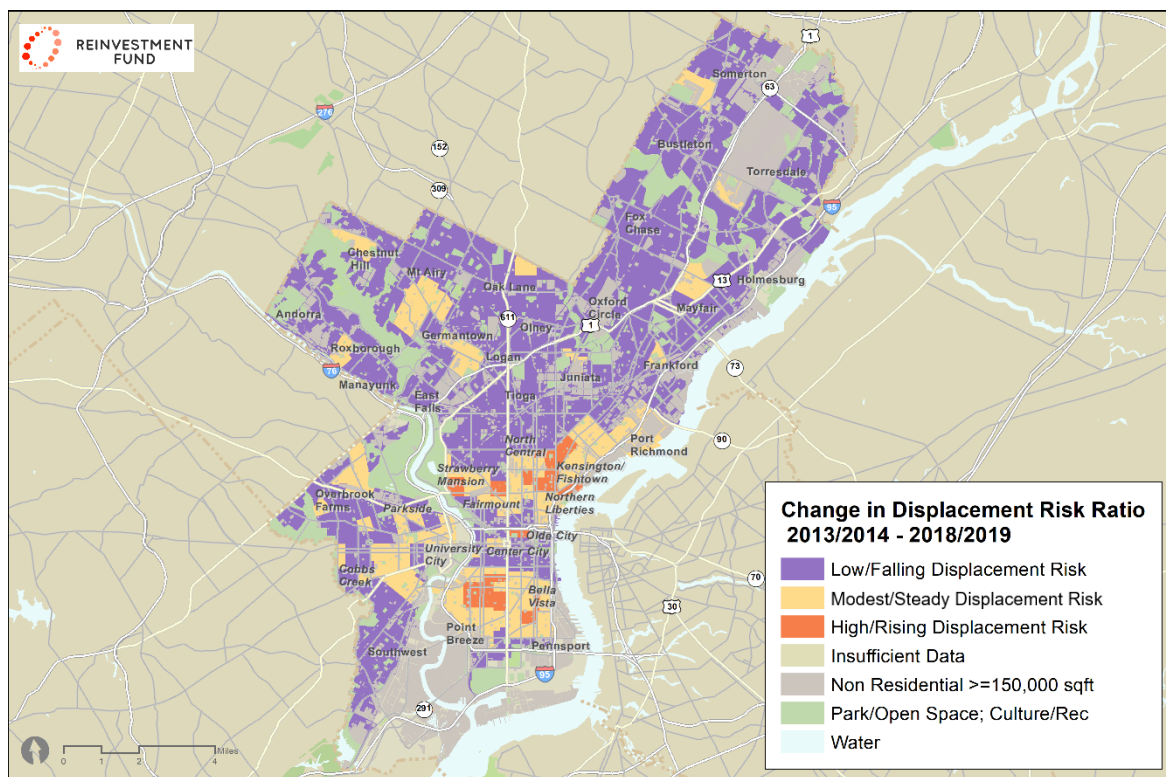 REINVESTMENT
FUND
1
Somerton
63
276
152
Bustleton
Torresdale
309
95
Fox
Chase
Chestnut
Hill
Mt Airy
Oak Lane
13
Holmesburg
Oxford
Circle
Mayfair
Andorra
611
Olney
1
Germantown
Roxborough
Logan
76
Manayunk
Juniata
Frankford
73
East
Falls
Tioga
North
Central
Port
Richmond
90
Strawberry
Mansion
Kensington/
Fishtown
Overbrook
Farms
Parkside
Fairmount
Northern
Liberties
Olde City
University
City
Center City
Cobbs
Creek
Bella
Vista
70
30
Point
Breeze
Pennsport
Southwest
95
291
Change in Displacement Risk Ratio
2013/2014 - 2018/2019
Low/Falling Displacement Risk
Modest/Steady Displacement Risk
High/Rising Displacement Risk
Insufficient Data
Non Residential >=150,000 sqft
Park/Open Space; Culture/Rec
Water
Miles
0 1 2 4